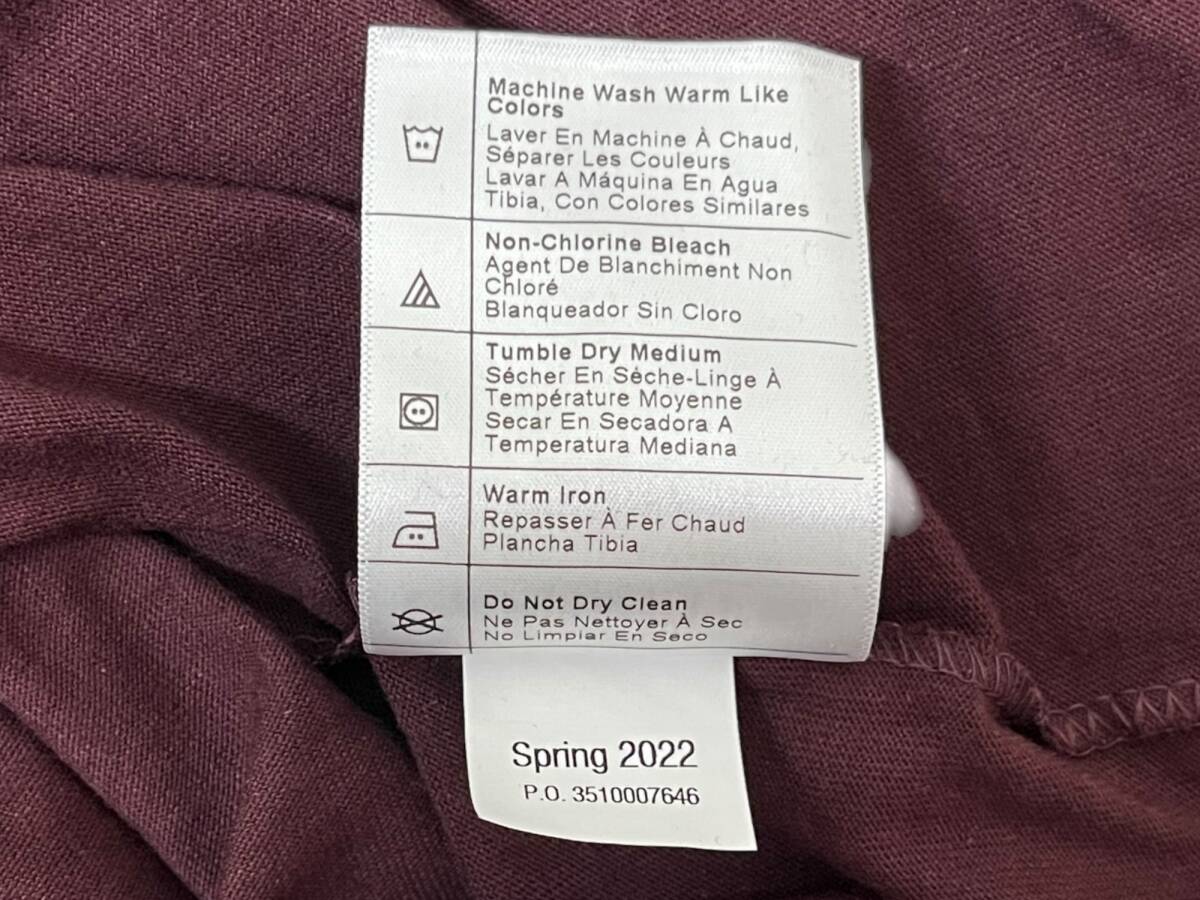 Machine Wash Warm Like
Colors
Laver En Machine À Chaud,
Séparer Les Couleurs
Lavar A Máquina En Agua
Tibia, Con Colores Similares
Non-Chlorine Bleach
Agent De Blanchiment Non
Chloré
Blanqueador Sin Cloro
Tumble Dry Medium
Sécher En Sèche-Linge À
Température Moyenne
Secar En Secadora A
Temperatura Mediana
Warm Iron
Repasser À Fer Chaud
Plancha Tibia
Do Not Dry Clean
Ne Pas Nettoyer À Sec
No Limpiar En Seco
Spring 2022
P.O. 3510007646